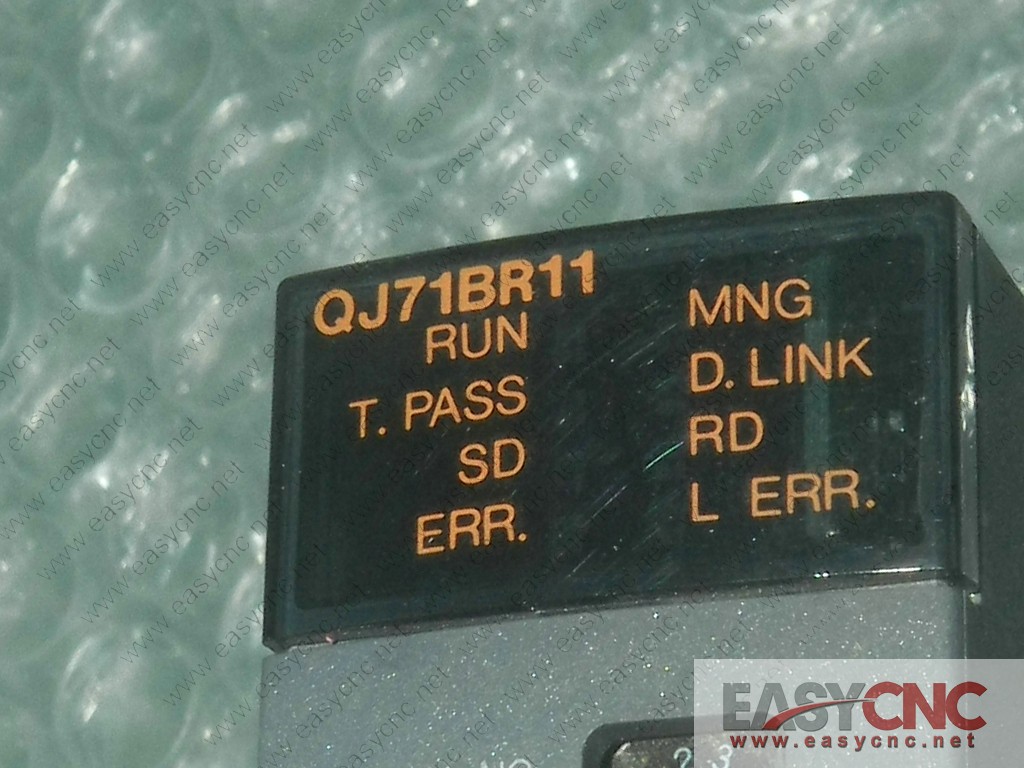 QJ71BR11
RUN
MNG
T. PASS
D. LINK
SD
RD
ERR.
L ERR.
EASYCNC
www.easycnc.net